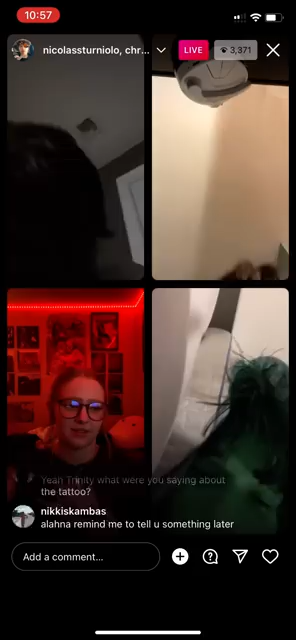 10:57
nicolassturniolo, chr...
LIVE
3,371
Yeah Trinity what were you saying about
the tattoo?
nikkiskambas
alahna remind me to tell u something later
Add a comment...